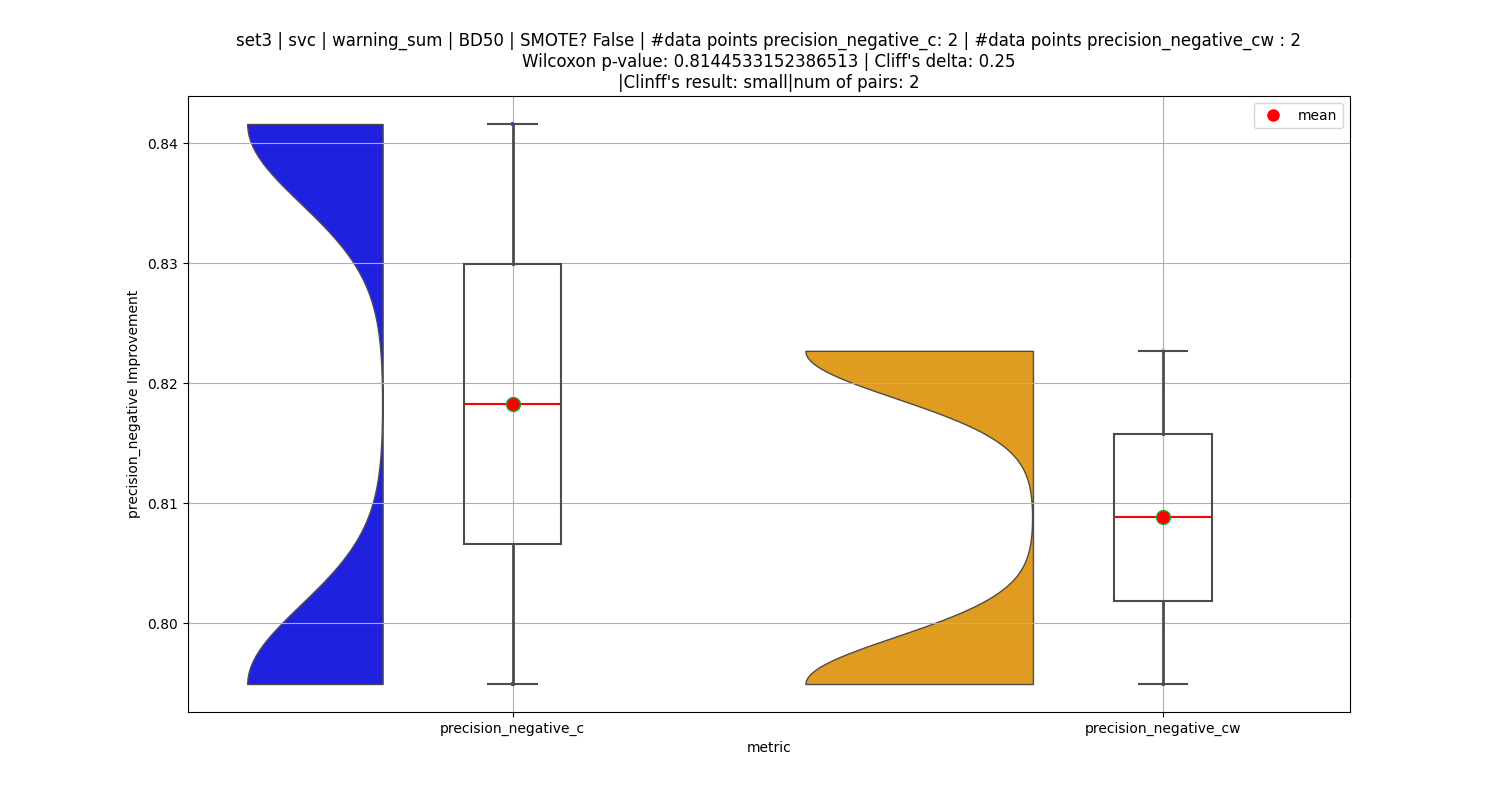 set3 | svc | warning_sum | BD50 | SMOTE? False | #data points precision_negative_c: 2 | #data points precision_negative_cw : 2
Wilcoxon p-value: 0.8144533152386513 | Cliff's delta: 0.25
|Clinff's result: small|num of pairs: 2
mean
0.84
0.83
0.82
0.81
0.80
precision_negative Improvement
precision_negative_c
precision_negative_cw
metric